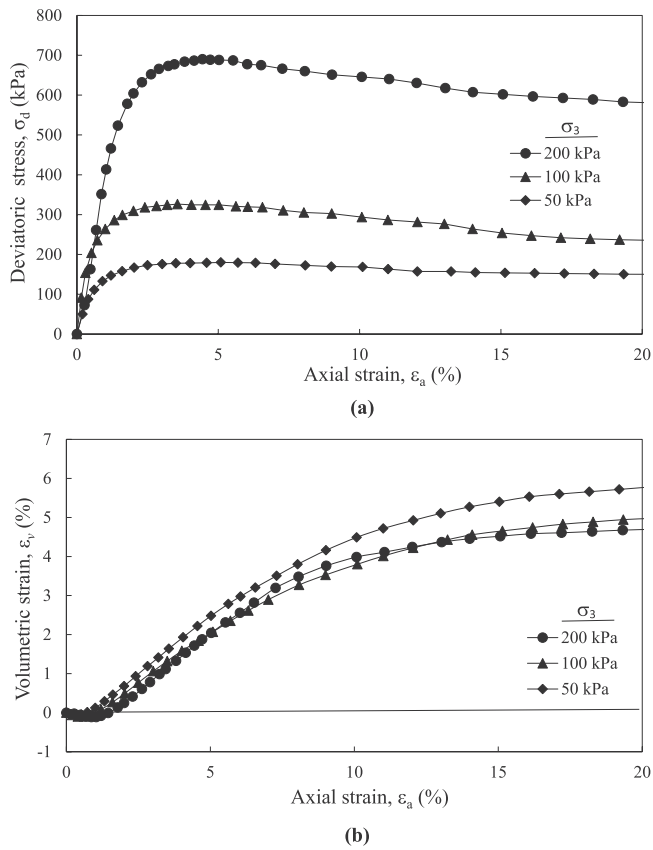 800
700
600
500
400
300
200
100
0
Deviatoric stress, σd (kPa)
σ3
200 kPa
100 kPa
50 kPa
0 5 10 15 20
Axial strain, εa (%)
(a)
7
6
5
4
3
2
1
0
-1
Volumetric strain, εv (%)
σ3
200 kPa
100 kPa
50 kPa
0 5 10 15 20
Axial strain, εa (%)
(b)